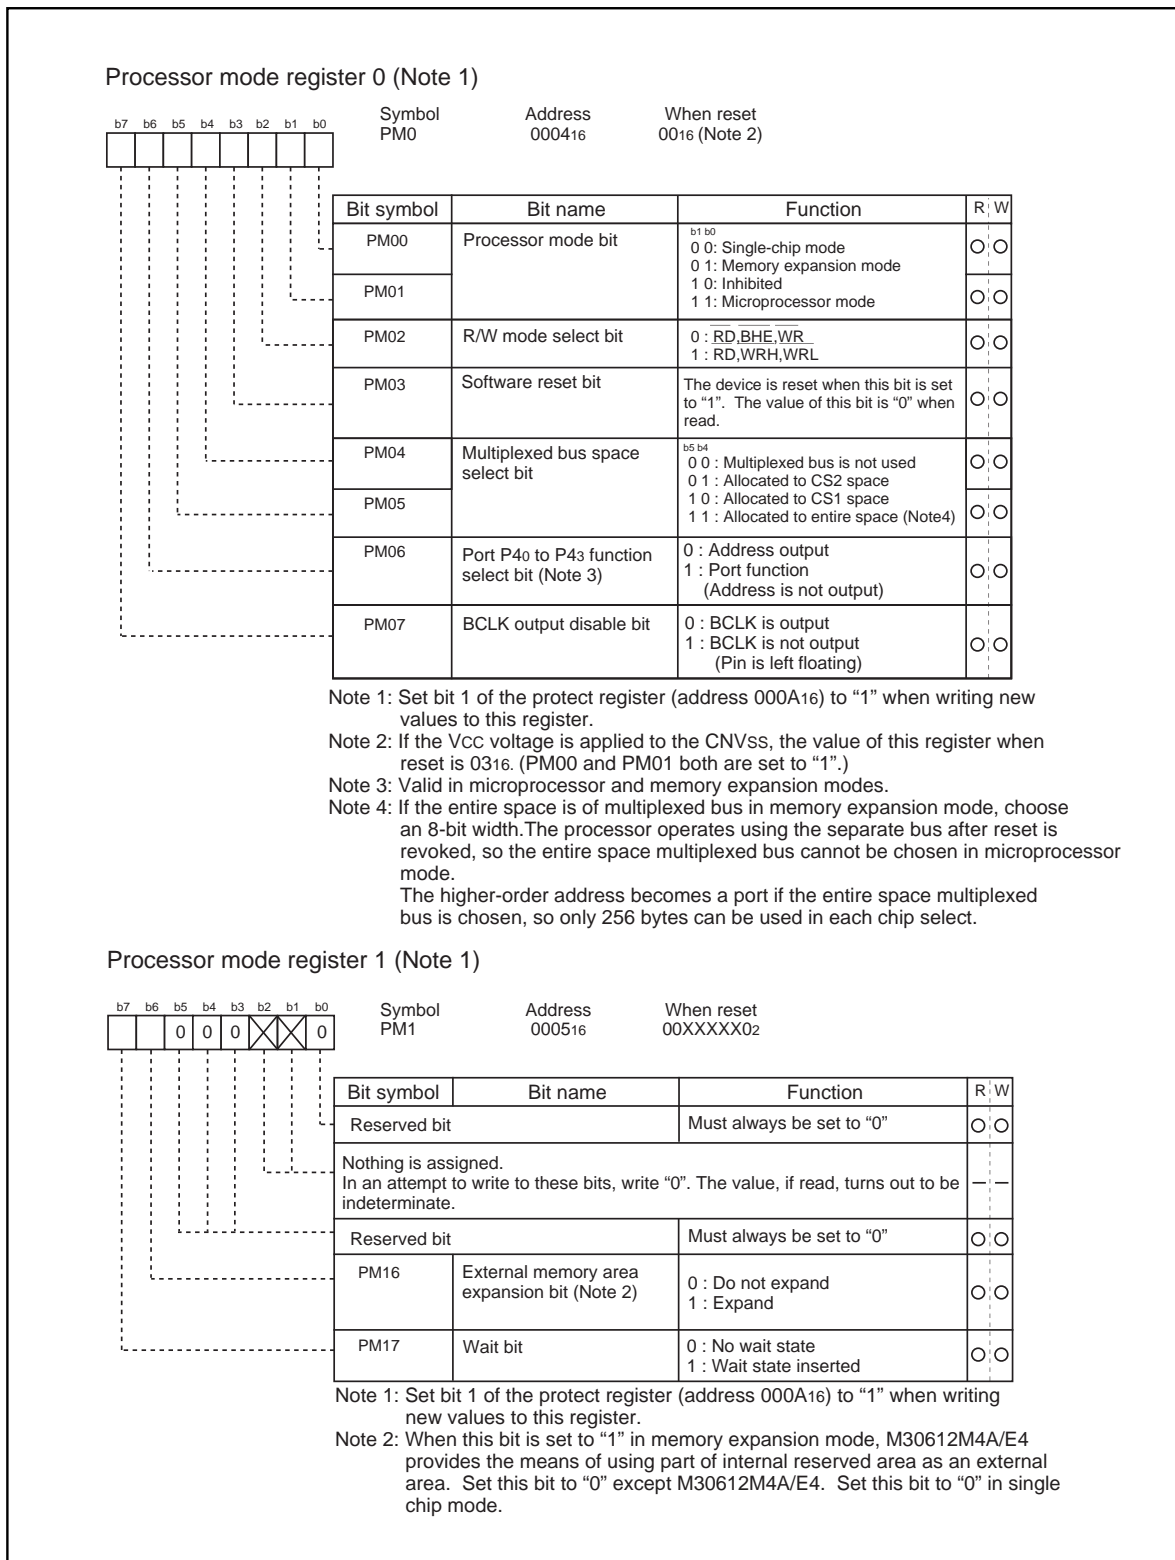 Processor mode register 0 (Note 1)
Symbol Address When reset
PM0 000416 0016 (Note 2)
b7 b6 b5 b4 b3 b2 b1 b0
Bit symbol Bit name Function R W
PM00 Processor mode bit
b1 b0
0 0: Single-chip mode
0 1: Memory expansion mode
1 0: Inhibited
1 1: Microprocessor mode
PM01
PM02 R/W mode select bit
0 : RD,BHE,WR
1 : RD,WRH,WRL
PM03 Software reset bit
The device is reset when this bit is set
to “1”. The value of this bit is “0” when
read.
PM04 Multiplexed bus space
select bit
b5 b4
0 0 : Multiplexed bus is not used
0 1 : Allocated to CS2 space
1 0 : Allocated to CS1 space
1 1 : Allocated to entire space (Note4)
PM05
PM06 Port P40 to P43 function
select bit (Note 3)
0 : Address output
1 : Port function
(Address is not output)
PM07 BCLK output disable bit
0 : BCLK is output
1 : BCLK is not output
(Pin is left floating)
Note 1: Set bit 1 of the protect register (address 000A16) to “1” when writing new
values to this register.
Note 2: If the VCC voltage is applied to the CNVSS, the value of this register when
reset is 0316. (PM00 and PM01 both are set to “1”.)
Note 3: Valid in microprocessor and memory expansion modes.
Note 4: If the entire space is of multiplexed bus in memory expansion mode, choose
an 8-bit width.The processor operates using the separate bus after reset is
revoked, so the entire space multiplexed bus cannot be chosen in microprocessor
mode.
The higher-order address becomes a port if the entire space multiplexed
bus is chosen, so only 256 bytes can be used in each chip select.
Processor mode register 1 (Note 1)
Symbol Address When reset
PM1 000516 00XXXXX02
b7 b6 b5 b4 b3 b2 b1 b0
0 0 0 0
Bit symbol Bit name Function R W
Reserved bit Must always be set to “0”
Nothing is assigned.
In an attempt to write to these bits, write “0”. The value, if read, turns out to be
indeterminate.
Reserved bit Must always be set to “0”
PM16 External memory area
expansion bit (Note 2)
0 : Do not expand
1 : Expand
PM17 Wait bit
0 : No wait state
1 : Wait state inserted
Note 1: Set bit 1 of the protect register (address 000A16) to “1” when writing
new values to this register.
Note 2: When this bit is set to “1” in memory expansion mode, M30612M4A/E4
provides the means of using part of internal reserved area as an external
area. Set this bit to “0” except M30612M4A/E4. Set this bit to “0” in single
chip mode.